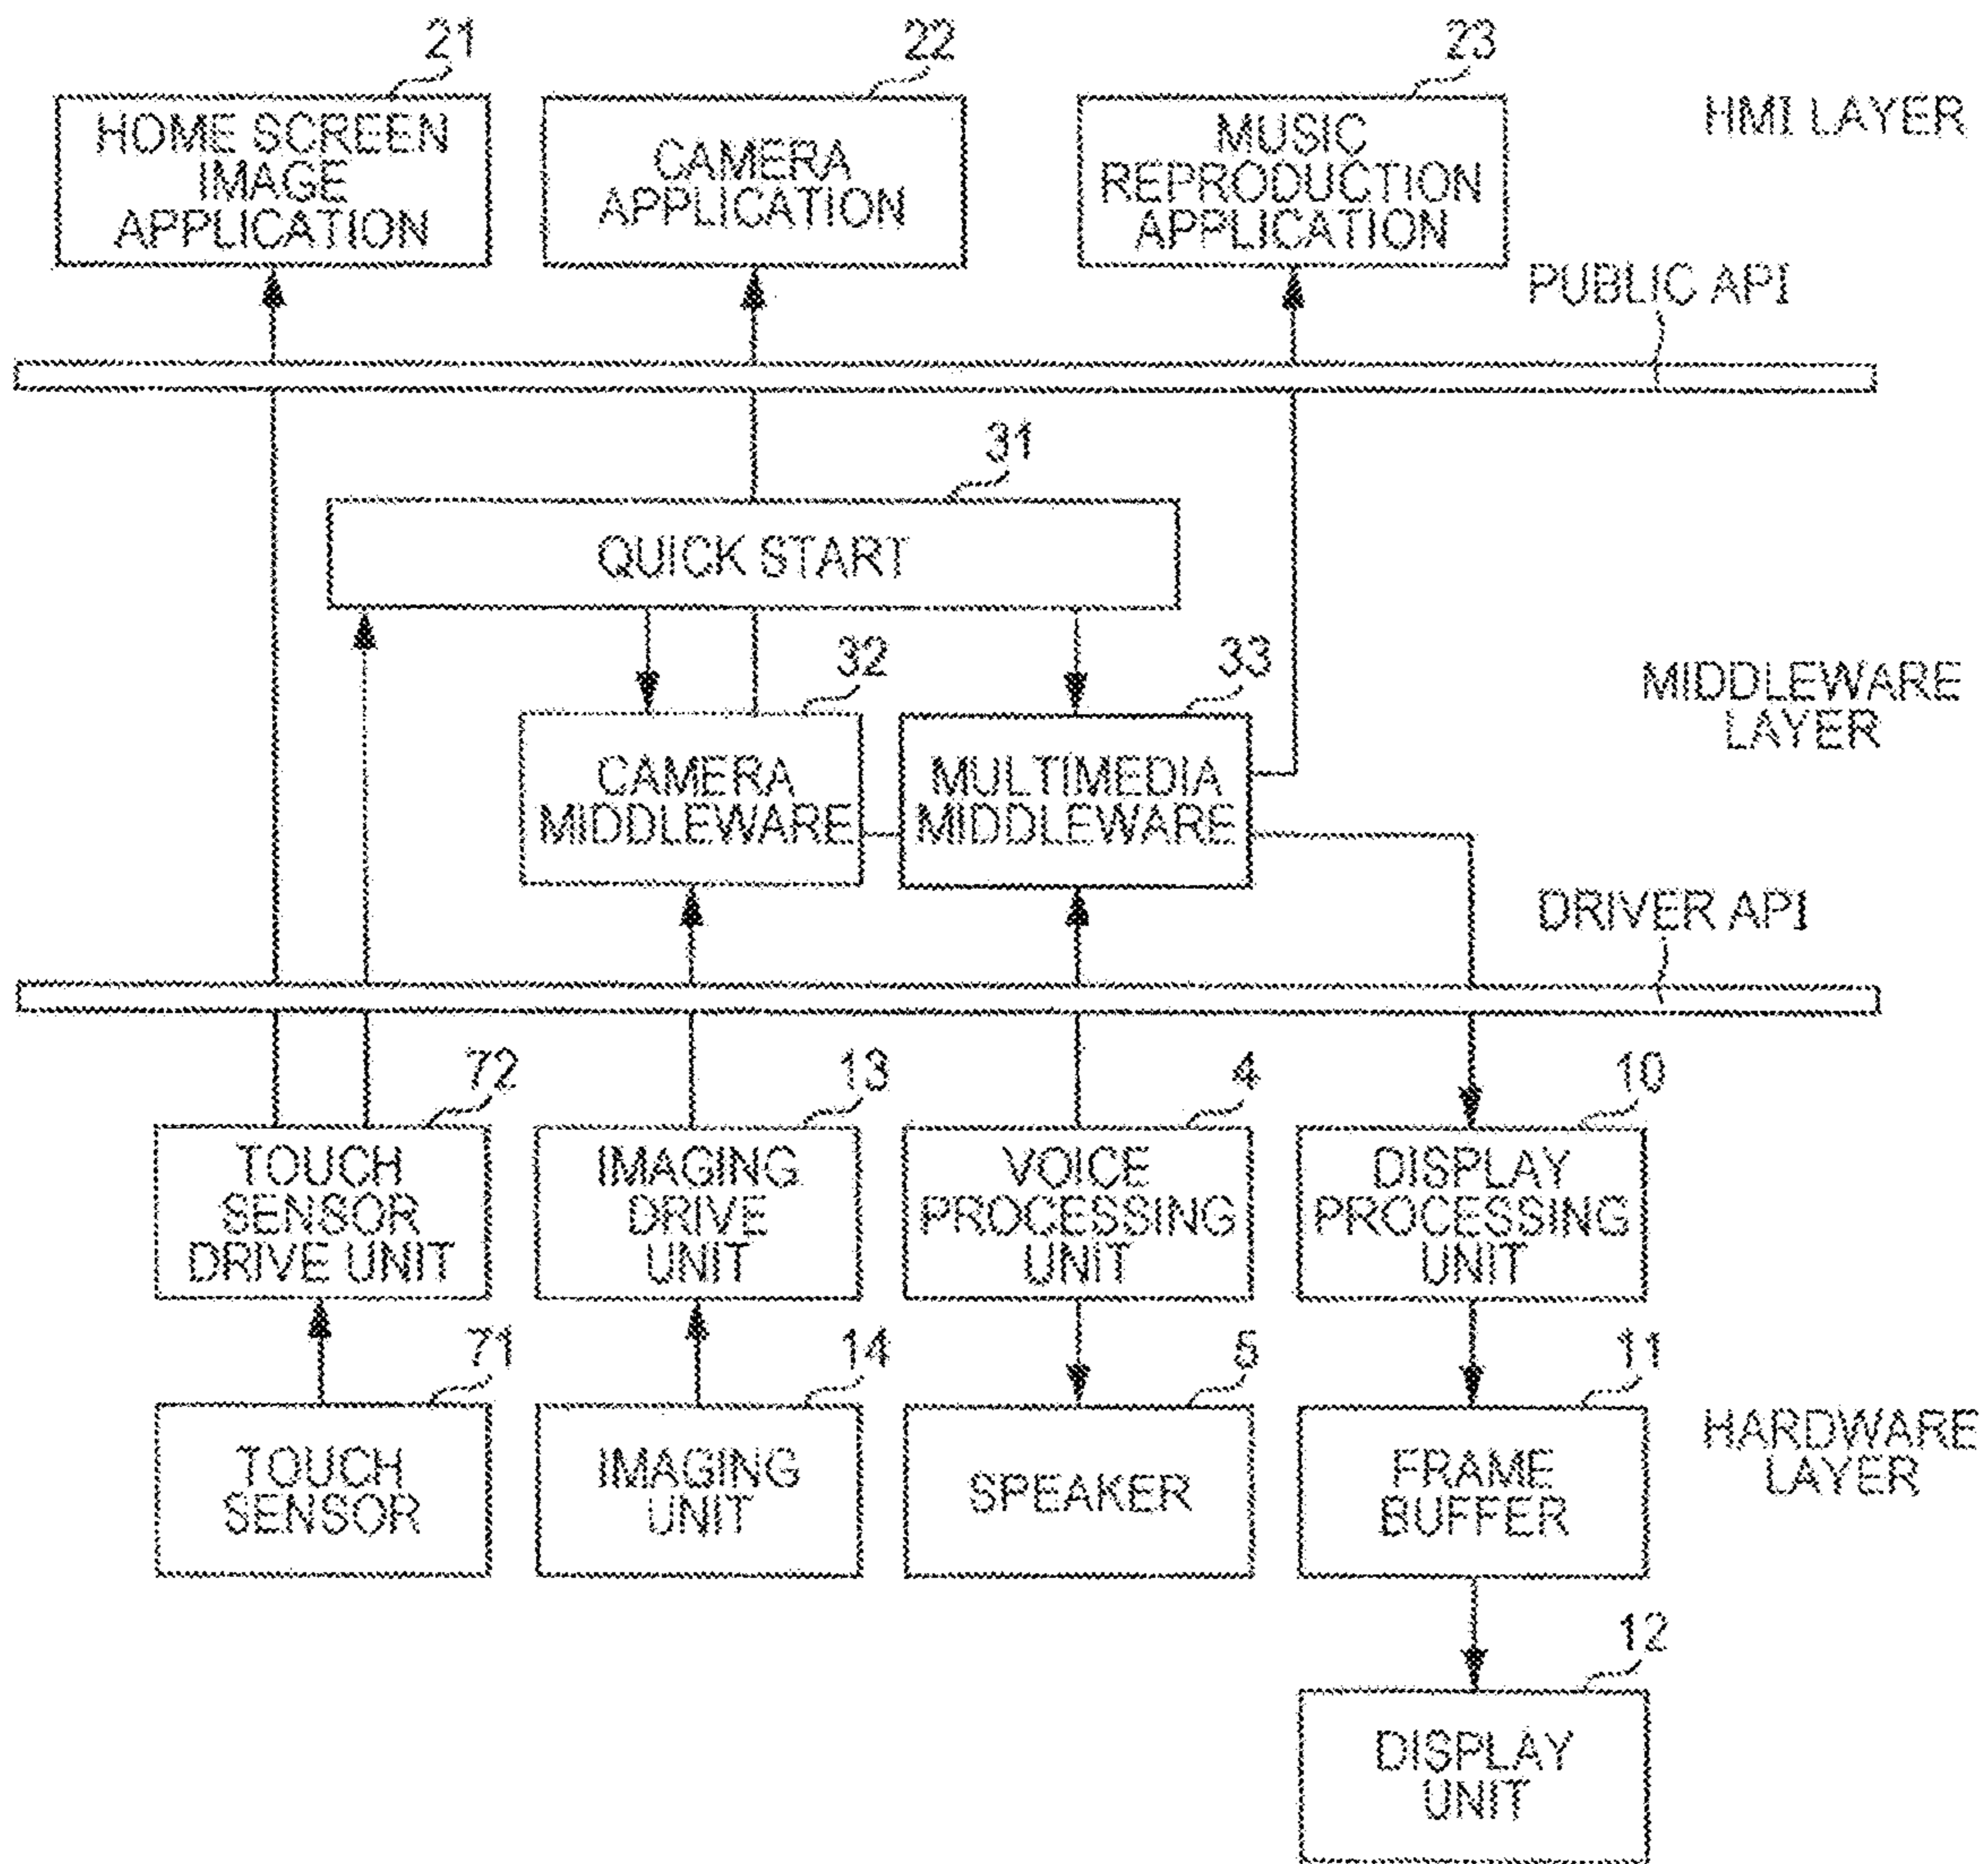 21
22
23
HOME SCREEN
IMAGE
APPLICATION
CAMERA
APPLICATION
MUSIC
REPRODUCTION
APPLICATION
HMI LAYER
PUBLIC API
31
QUICK START
32
33
CAMERA
MIDDLEWARE
MULTIMEDIA
MIDDLEWARE
MIDDLEWARE
LAYER
DRIVER API
72
13
4
10
TOUCH
SENSOR
DRIVE UNIT
IMAGING
DRIVE
UNIT
VOICE
PROCESSING
UNIT
DISPLAY
PROCESSING
UNIT
71
14
5
11
TOUCH
SENSOR
IMAGING
UNIT
SPEAKER
FRAME
BUFFER
HARDWARE
LAYER
12
DISPLAY
UNIT